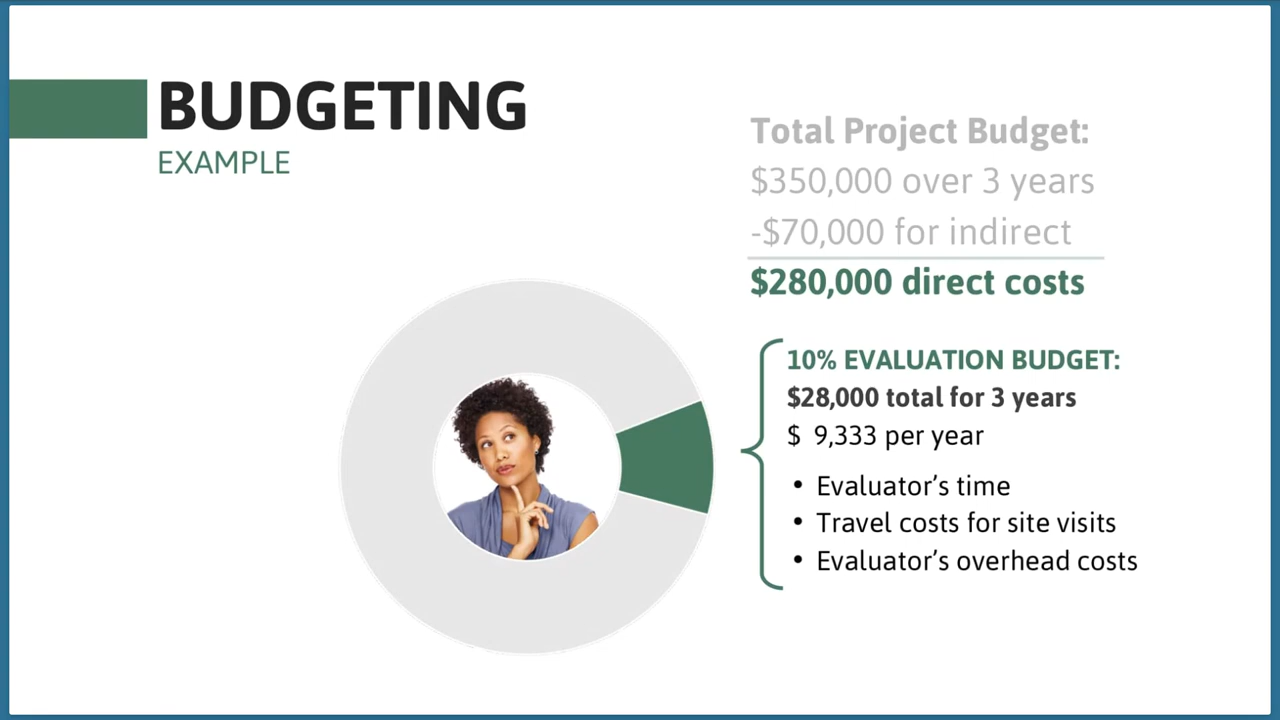 BUDGETING
EXAMPLE
Total Project Budget:
$350,000 over 3 years
-$70,000 for indirect
$280,000 direct costs
10% EVALUATION BUDGET:
$28,000 total for 3 years
$ 9,333 per year
• Evaluator’s time
• Travel costs for site visits
• Evaluator’s overhead costs